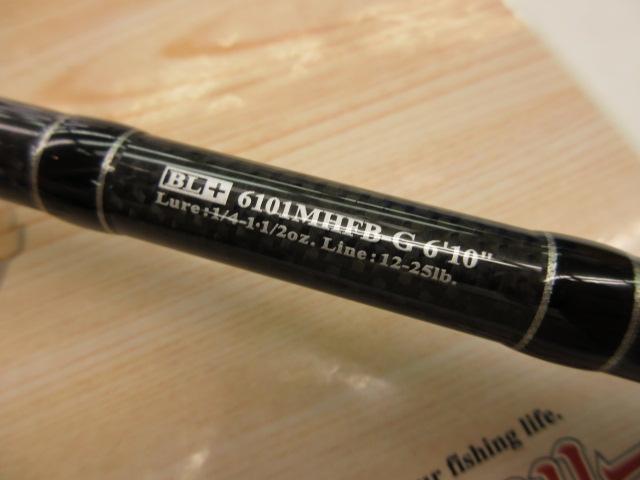 BL+ 6101MHFB-G 6'10"
Lure:1/4-1·1/2oz. Line:12-25lb.
fishing life.